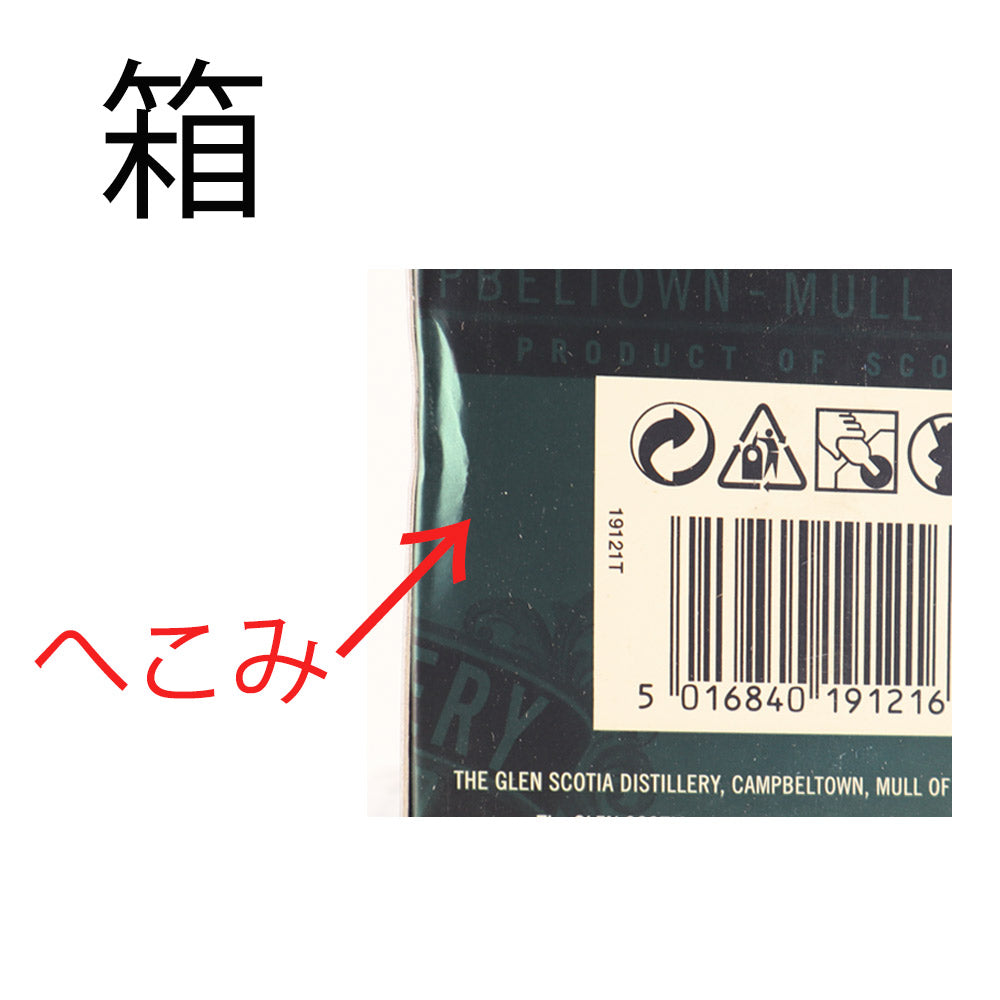 箱
PBELTOWN - MULL
PRODUCT OF SCO
19121T
へこみ
5 016840 191216
ERY
THE GLEN SCOTIA DISTILLERY, CAMPBELTOWN, MULL OF